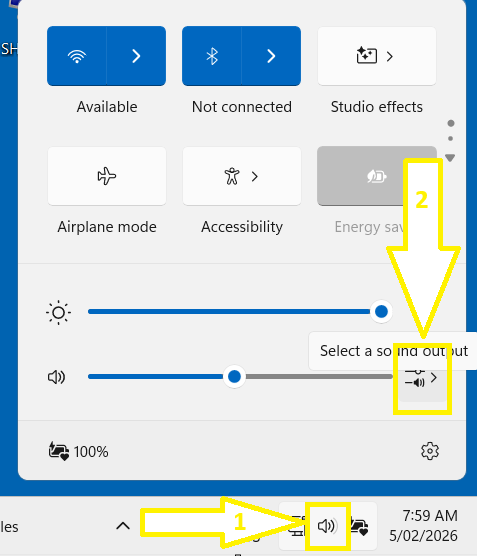 SH
Available
Not connected
Studio effects
Airplane mode
Accessibility
Energy sav
2
Select a sound output
100%
les
1
7:59 AM
5/02/2026